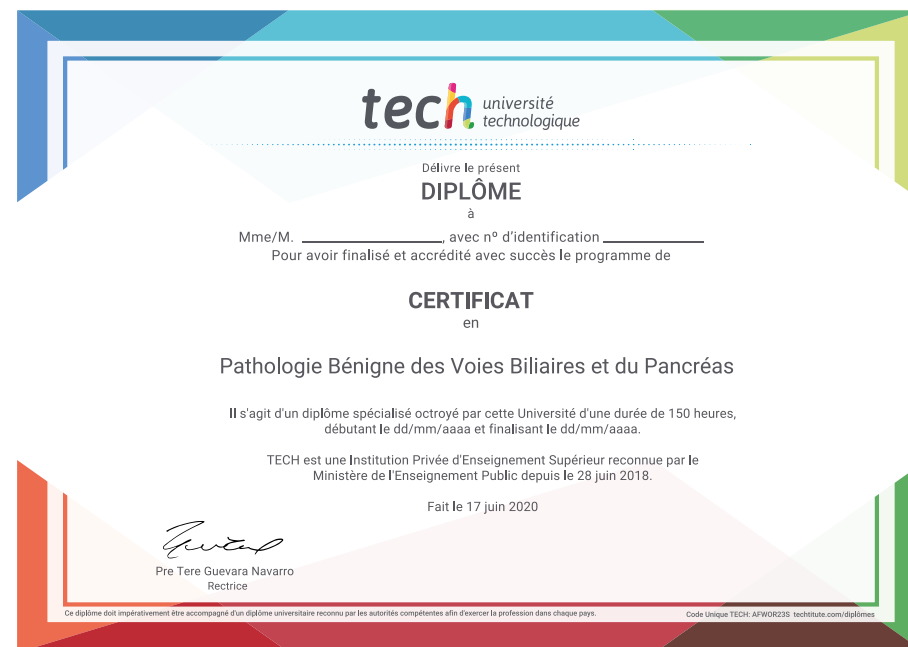 tech université
technologique
Délivre le présent
DIPLÔME
à
Mme/M. ____________, avec nº d'identification ____________
Pour avoir finalisé et accrédité avec succès le programme de
CERTIFICAT
en
Pathologie Bénigne des Voies Biliaires et du Pancréas
Il s'agit d'un diplôme spécialisé octroyé par cette Université d'une durée de 150 heures,
débutant le dd/mm/aaaa et finalisant le dd/mm/aaaa.
TECH est une Institution Privée d'Enseignement Supérieur reconnue par le
Ministère de l'Enseignement Public depuis le 28 juin 2018.
Fait le 17 juin 2020
Pre Tere Guevara Navarro
Rectrice
Ce diplôme doit impérativement être accompagné d'un diplôme universitaire reconnu par les autorités compétentes afin d'exercer la profession dans chaque pays.
Code Unique TECH: AFWOR23S techtitute.com/diplômes